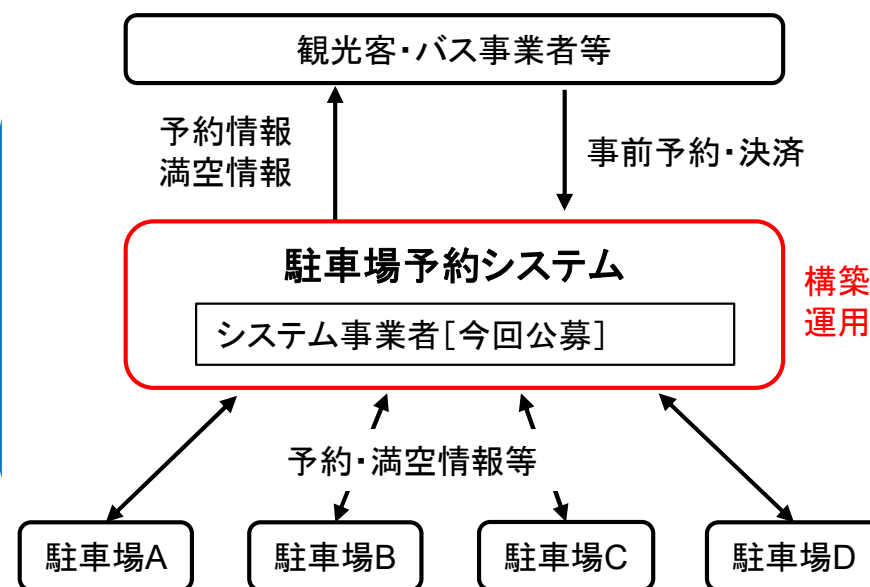 観光客・バス事業者等
予約情報
満空情報
事前予約・決済
駐車場予約システム
システム事業者[今回公募]
構築
運用
予約・満空情報等
駐車場A
駐車場B
駐車場C
駐車場D